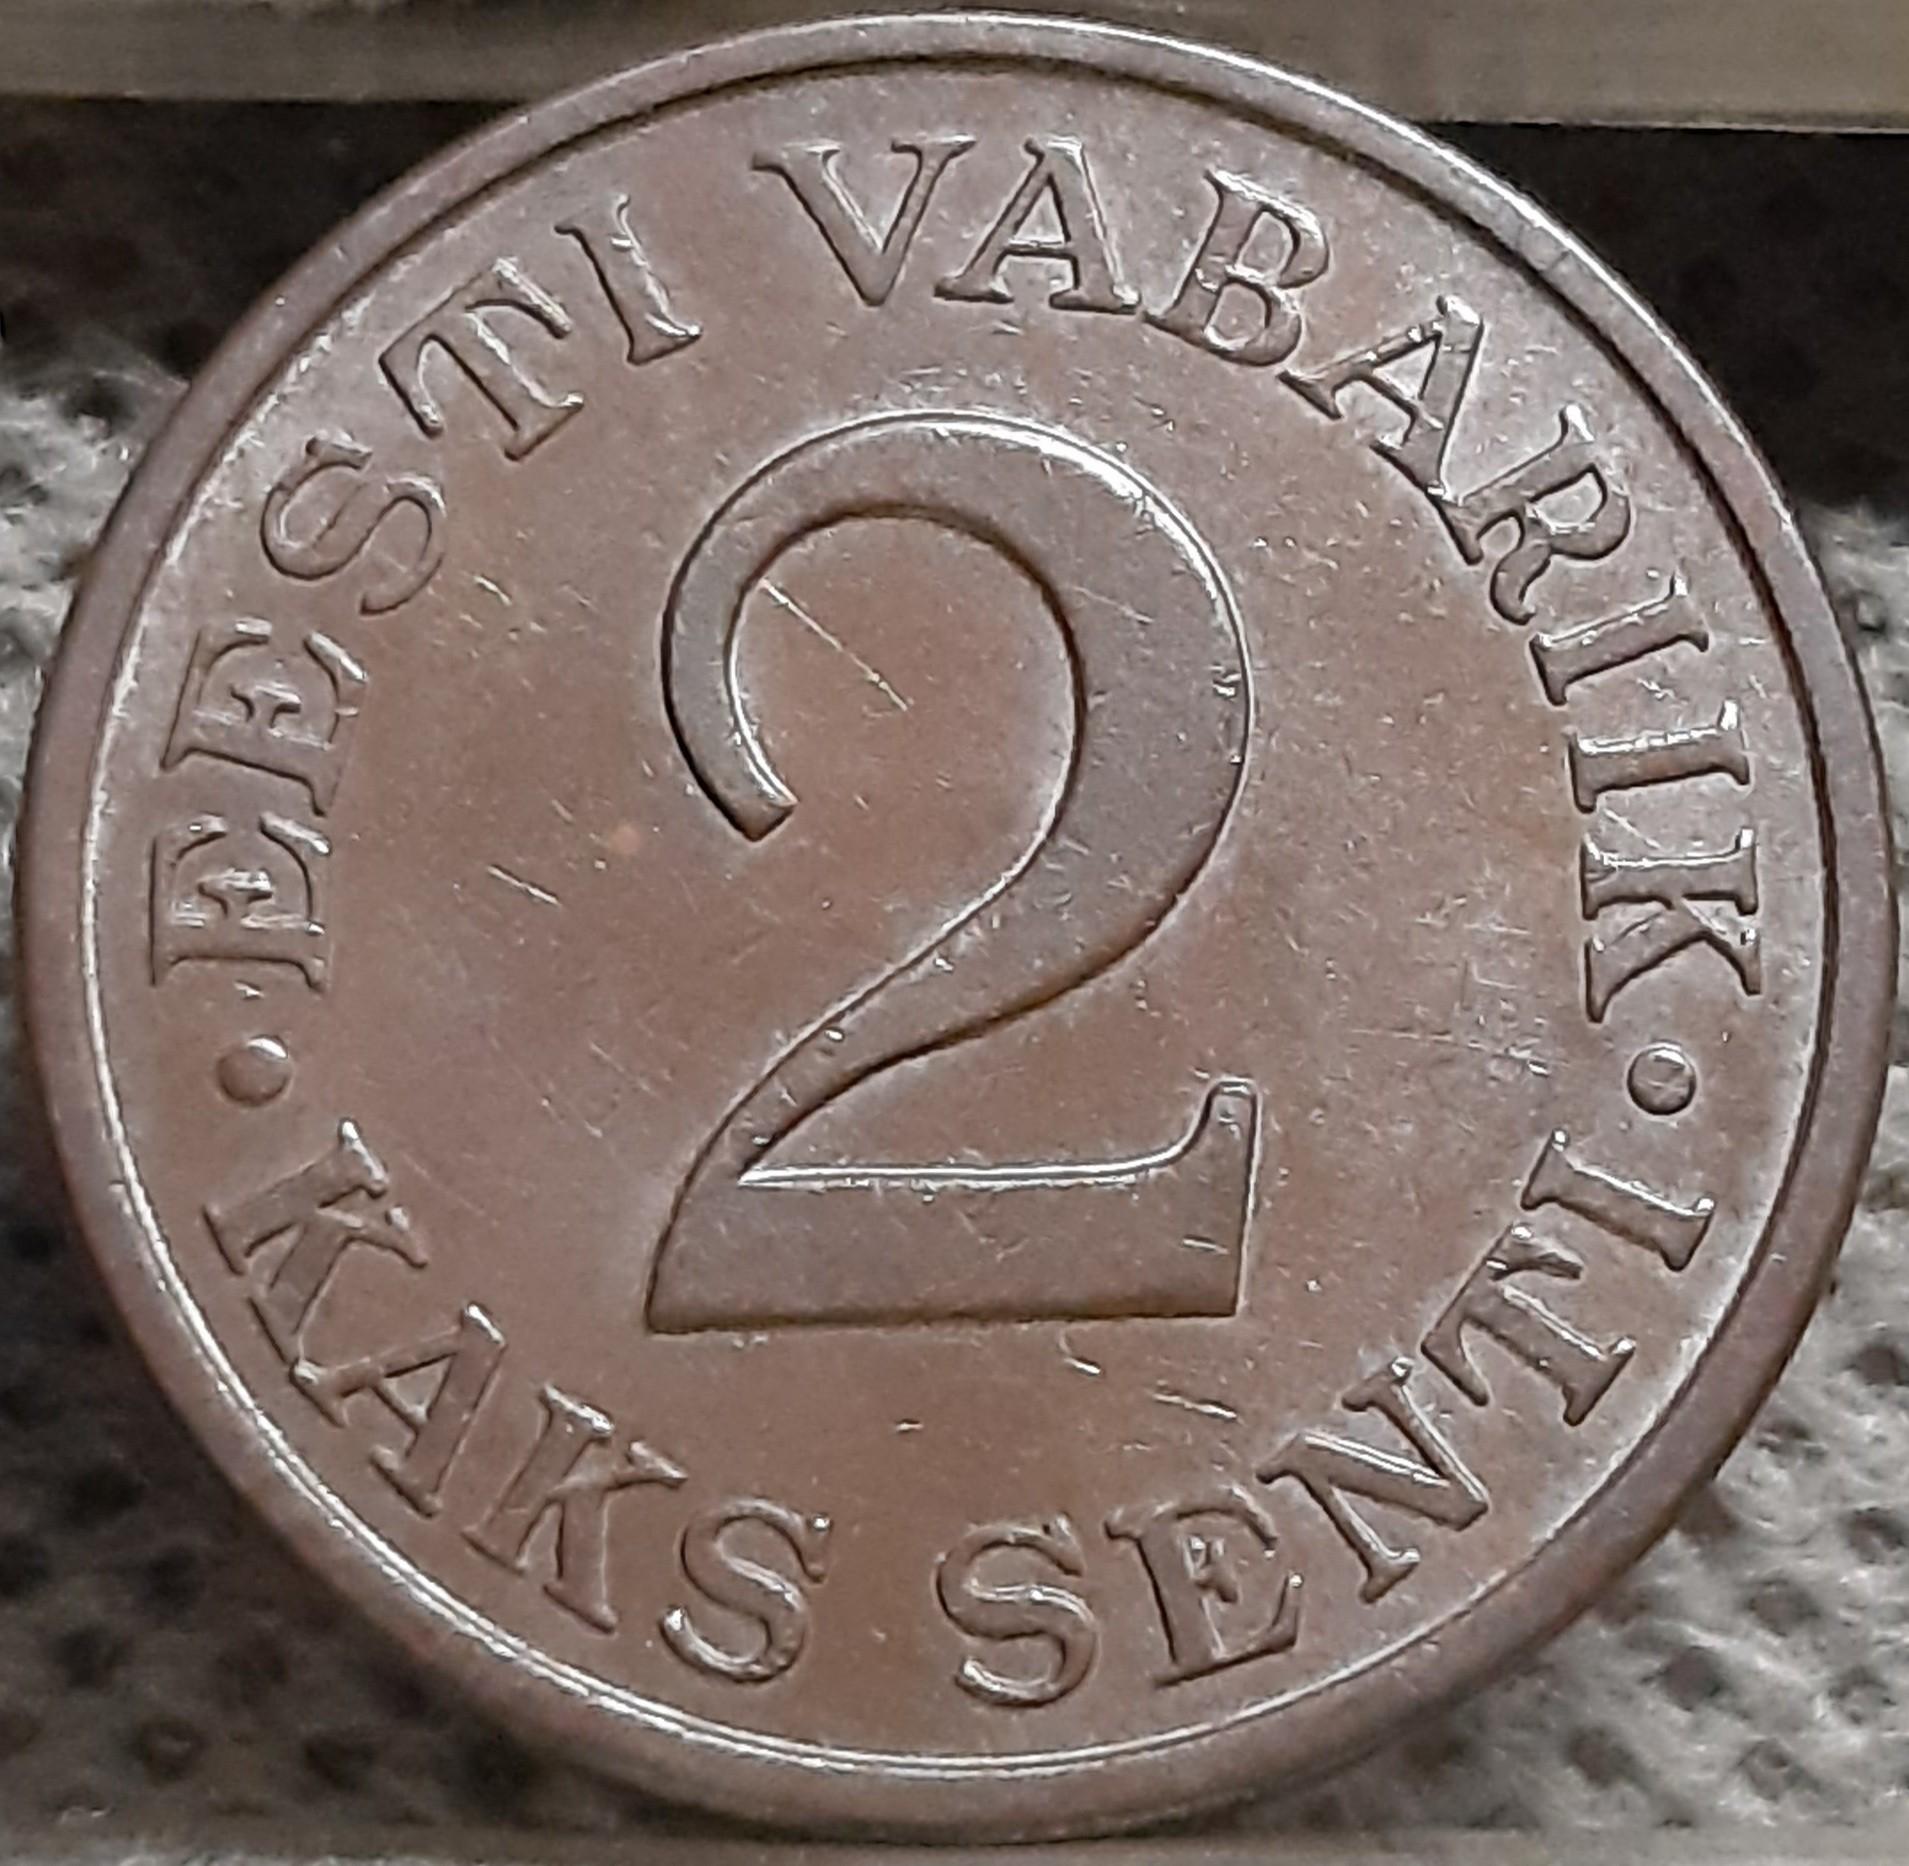 EESTI VABARIIK
2
· KAKS SENTI ·